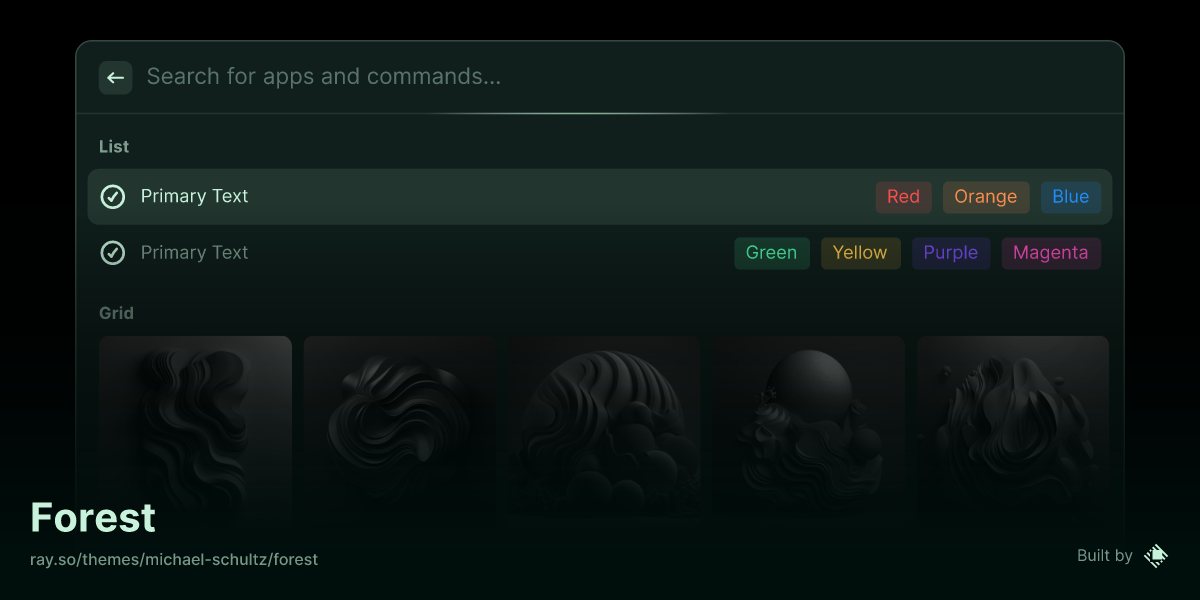 Search for apps and commands...
List
Primary Text Red Orange Blue
Primary Text Green Yellow Purple Magenta
Grid
Forest
ray.so/themes/michael-schultz/forest
Built by